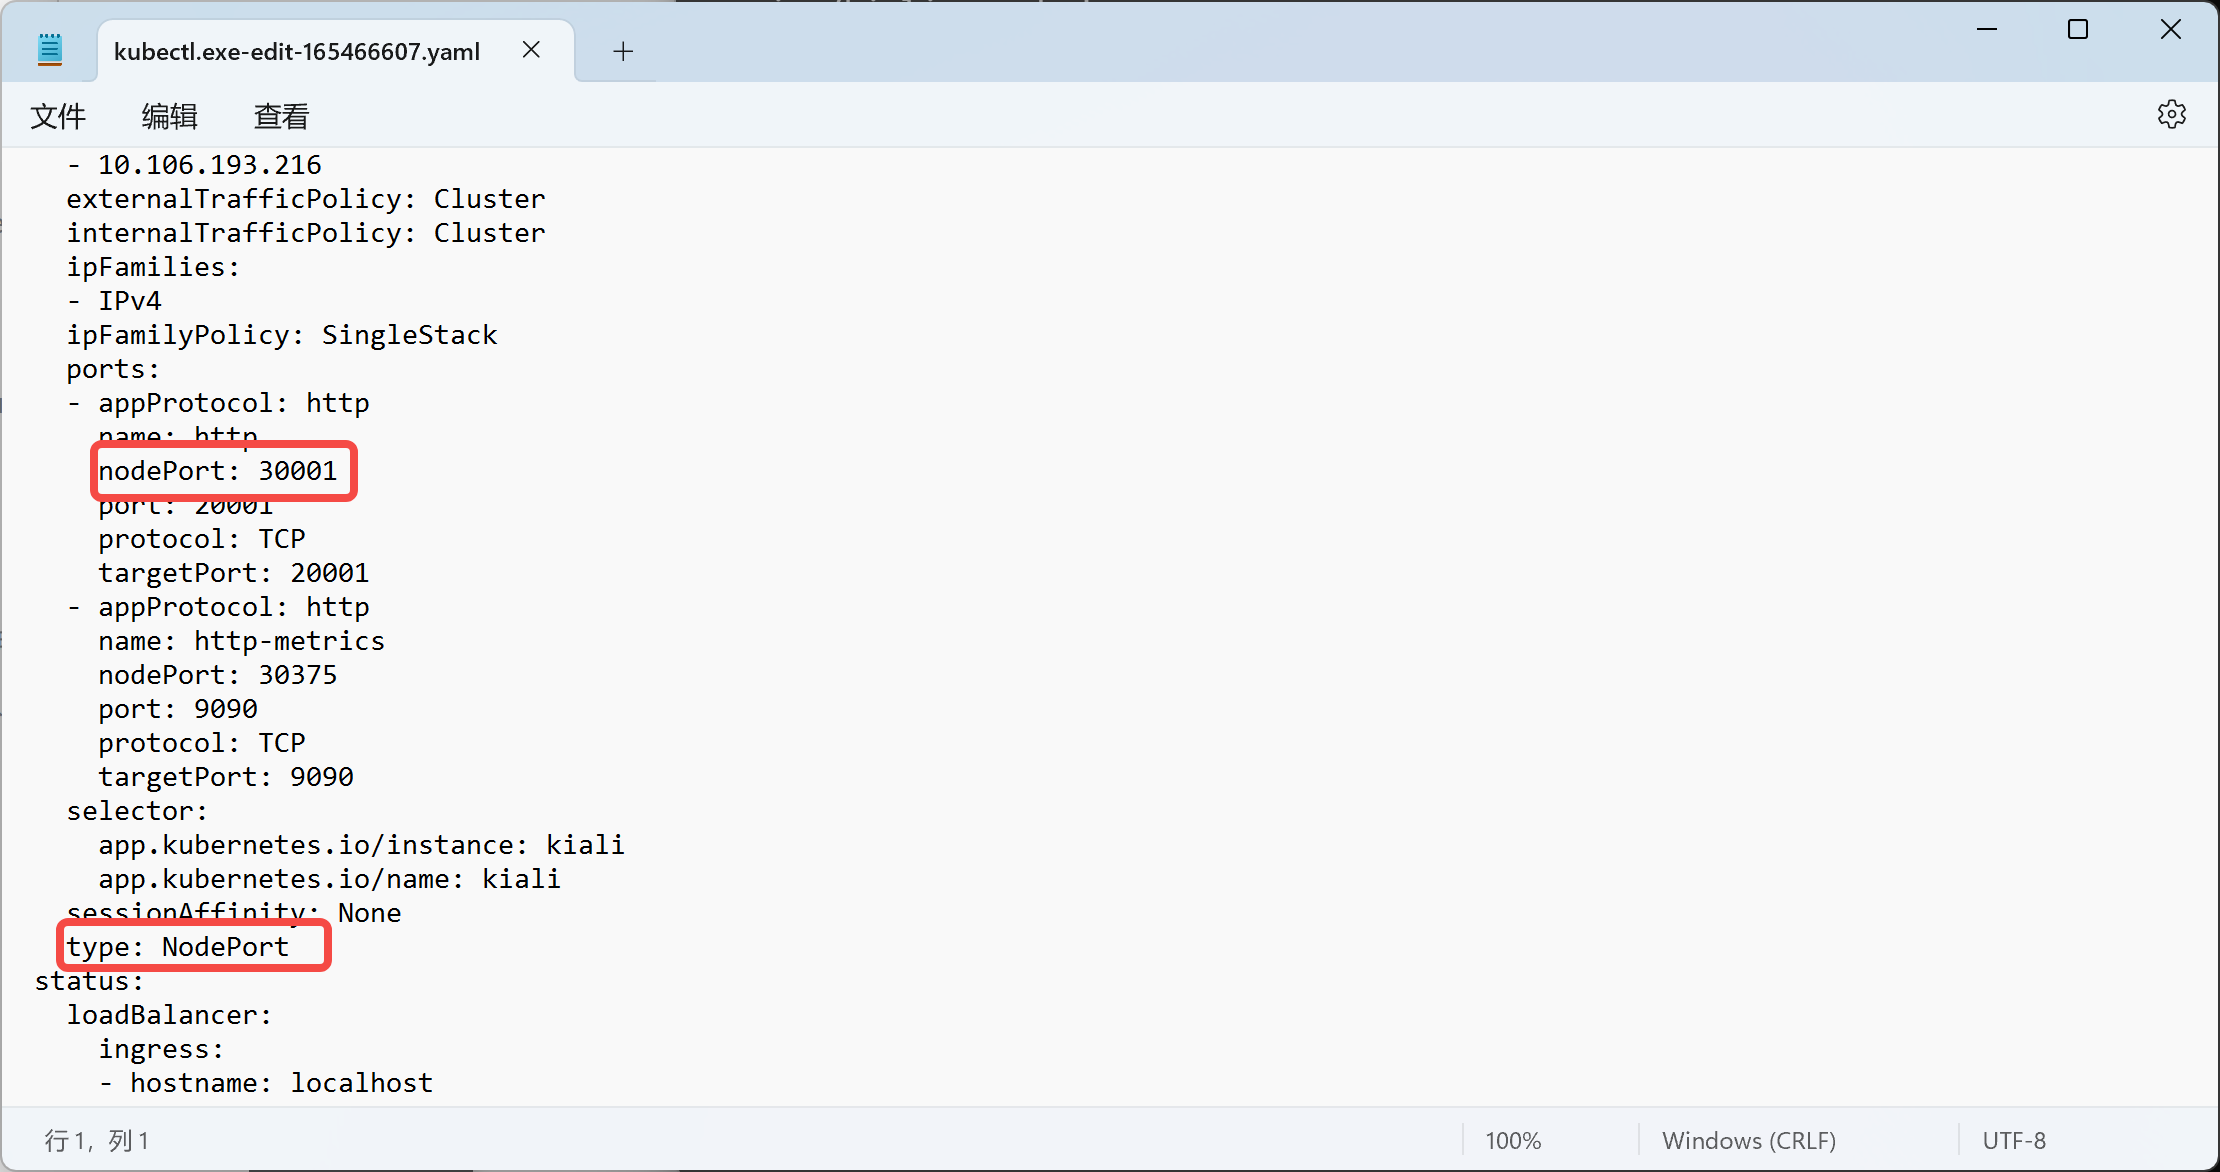 kubectl.exe-edit-165466607.yaml
文件 编辑 查看
- 10.106.193.216
externalTrafficPolicy: Cluster
internalTrafficPolicy: Cluster
ipFamilies:
- IPv4
ipFamilyPolicy: SingleStack
ports:
- appProtocol: http
name: http
nodePort: 30001
port: 20001
protocol: TCP
targetPort: 20001
- appProtocol: http
name: http-metrics
nodePort: 30375
port: 9090
protocol: TCP
targetPort: 9090
selector:
app.kubernetes.io/instance: kiali
app.kubernetes.io/name: kiali
sessionAffinity: None
type: NodePort
status:
loadBalancer:
ingress:
- hostname: localhost
行 1, 列 1 100% Windows (CRLF) UTF-8